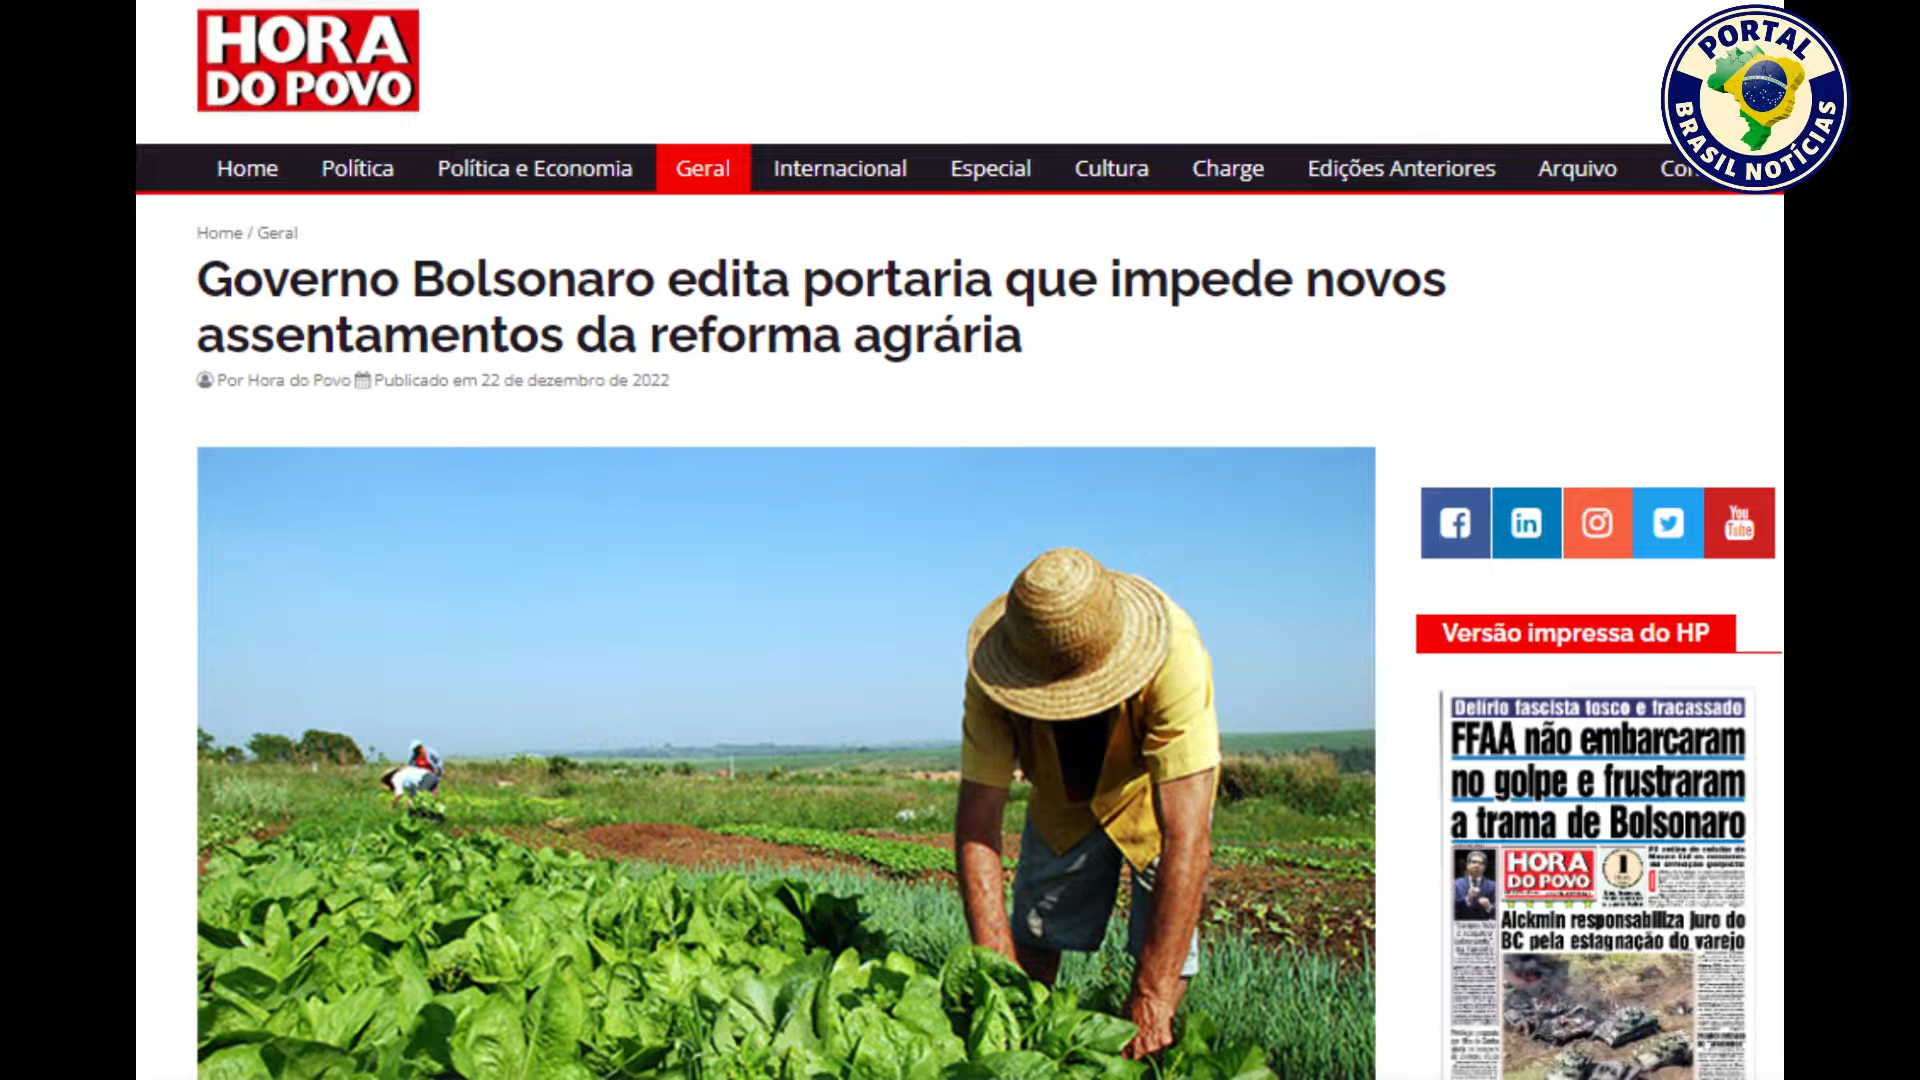 HORA
DO POVO
PORTAL
BRASIL NOTÍCIAS
Home Política Política e Economia Geral Internacional Especial Cultura Charge Edições Anteriores Arquivo
Home / Geral
Governo Bolsonaro edita portaria que impede novos
assentamentos da reforma agrária
Por Hora do Povo Publicado em 22 de dezembro de 2022
You
Tube
Versão impressa do HP
Delírio fascista tosco e fracassado
FFAA não embarcaram
no golpe e frustraram
a trama de Bolsonaro
HORA
DO POVO
Alckmin responsabiliza juro do
BC pela estagnação do varejo